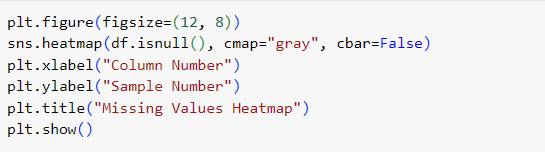 plt.figure(figsize=(12, 8))
sns.heatmap(df.isnull(), cmap="gray", cbar=False)
plt.xlabel("Column Number")
plt.ylabel("Sample Number")
plt.title("Missing Values Heatmap")
plt.show()